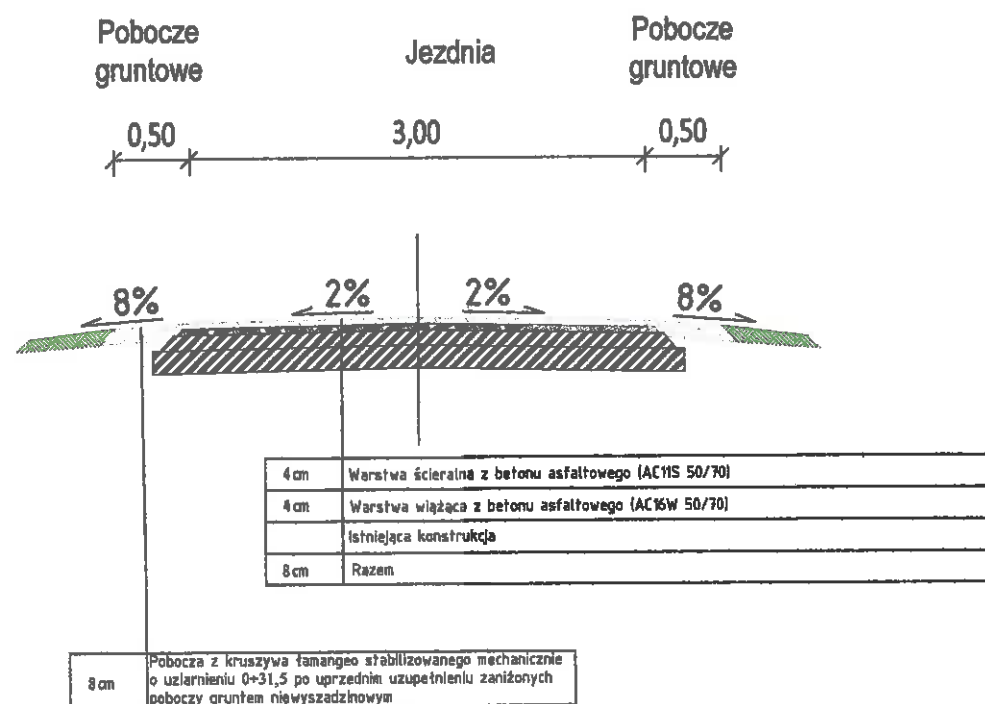 Pobocze
gruntowe
Jezdnia
Pobocze
gruntowe
0,50
3,00
0,50
8%
2%
2%
8%
4cm Warstwa ścieralna z betonu asfaltowego (AC11S 50/70)
4cm Warstwa wiążąca z betonu asfaltowego (AC16W 50/70)
Istniejąca konstrukcja
8cm Razem
8cm
Pobocza z kruszywa łamangeo stabilizowanego mechanicznie
o uziarnieniu 0÷31,5 po uprzednim uzupełnieniu zaniżonych
poboczy gruntem niewysadzinowym